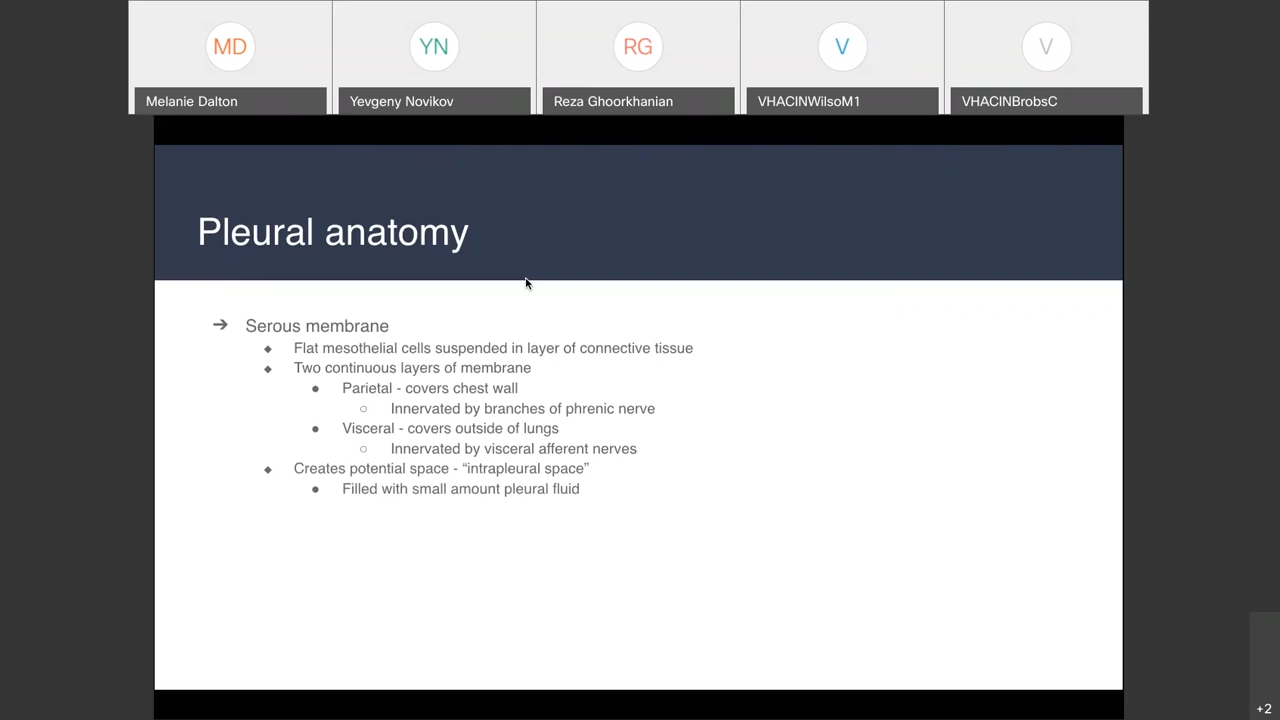 MD
YN
RG
V
V
Melanie Dalton
Yevgeny Novikov
Reza Ghoorkhanian
VHACINWilsoM1
VHACINBrobsC
Pleural anatomy
➔ Serous membrane
◆ Flat mesothelial cells suspended in layer of connective tissue
◆ Two continuous layers of membrane
● Parietal - covers chest wall
○ Innervated by branches of phrenic nerve
● Visceral - covers outside of lungs
○ Innervated by visceral afferent nerves
◆ Creates potential space - “intrapleural space”
● Filled with small amount pleural fluid
+2